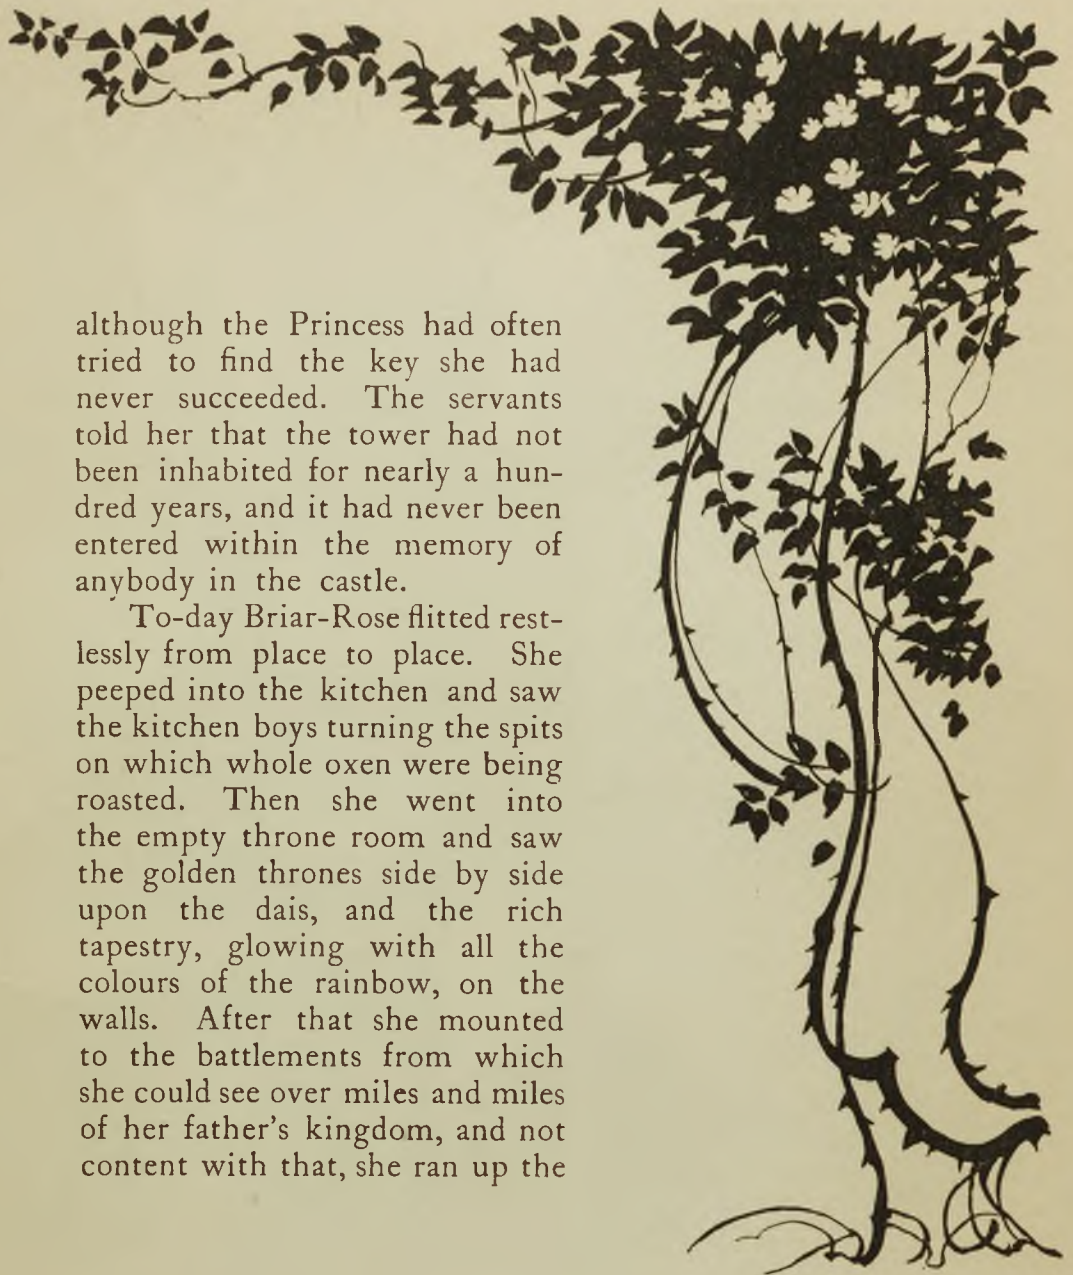 although the Princess had often
tried to find the key she had
never succeeded. The servants
told her that the tower had not
been inhabited for nearly a hun-
dred years, and it had never been
entered within the memory of
anybody in the castle.
To-day Briar-Rose flitted rest-
lessly from place to place. She
peeped into the kitchen and saw
the kitchen boys turning the spits
on which whole oxen were being
roasted. Then she went into
the empty throne room and saw
the golden thrones side by side
upon the dais, and the rich
tapestry, glowing with all the
colours of the rainbow, on the
walls. After that she mounted
to the battlements from which
she could see over miles and miles
of her father's kingdom, and not
content with that, she ran up the